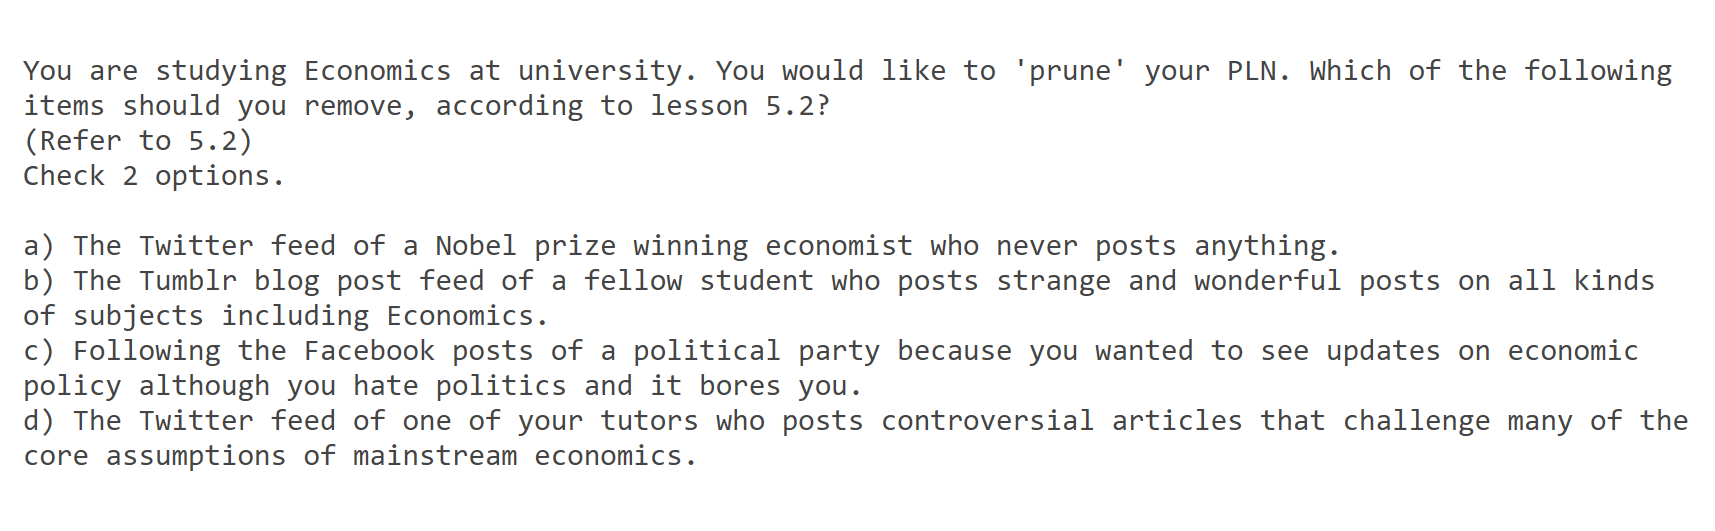 You are studying Economics at university. You would like to 'prune' your PLN. Which of the following
items should you remove, according to lesson 5.2?
(Refer to 5.2)
Check 2 options.
a) The Twitter feed of a Nobel prize winning economist who never posts anything.
b) The Tumblr blog post feed of a fellow student who posts strange and wonderful posts on all kinds
of subjects including Economics.
c) Following the Facebook posts of a political party because you wanted to see updates on economic
policy although you hate politics and it bores you.
d) The Twitter feed of one of your tutors who posts controversial articles that challenge many of the
core assumptions of mainstream economics.